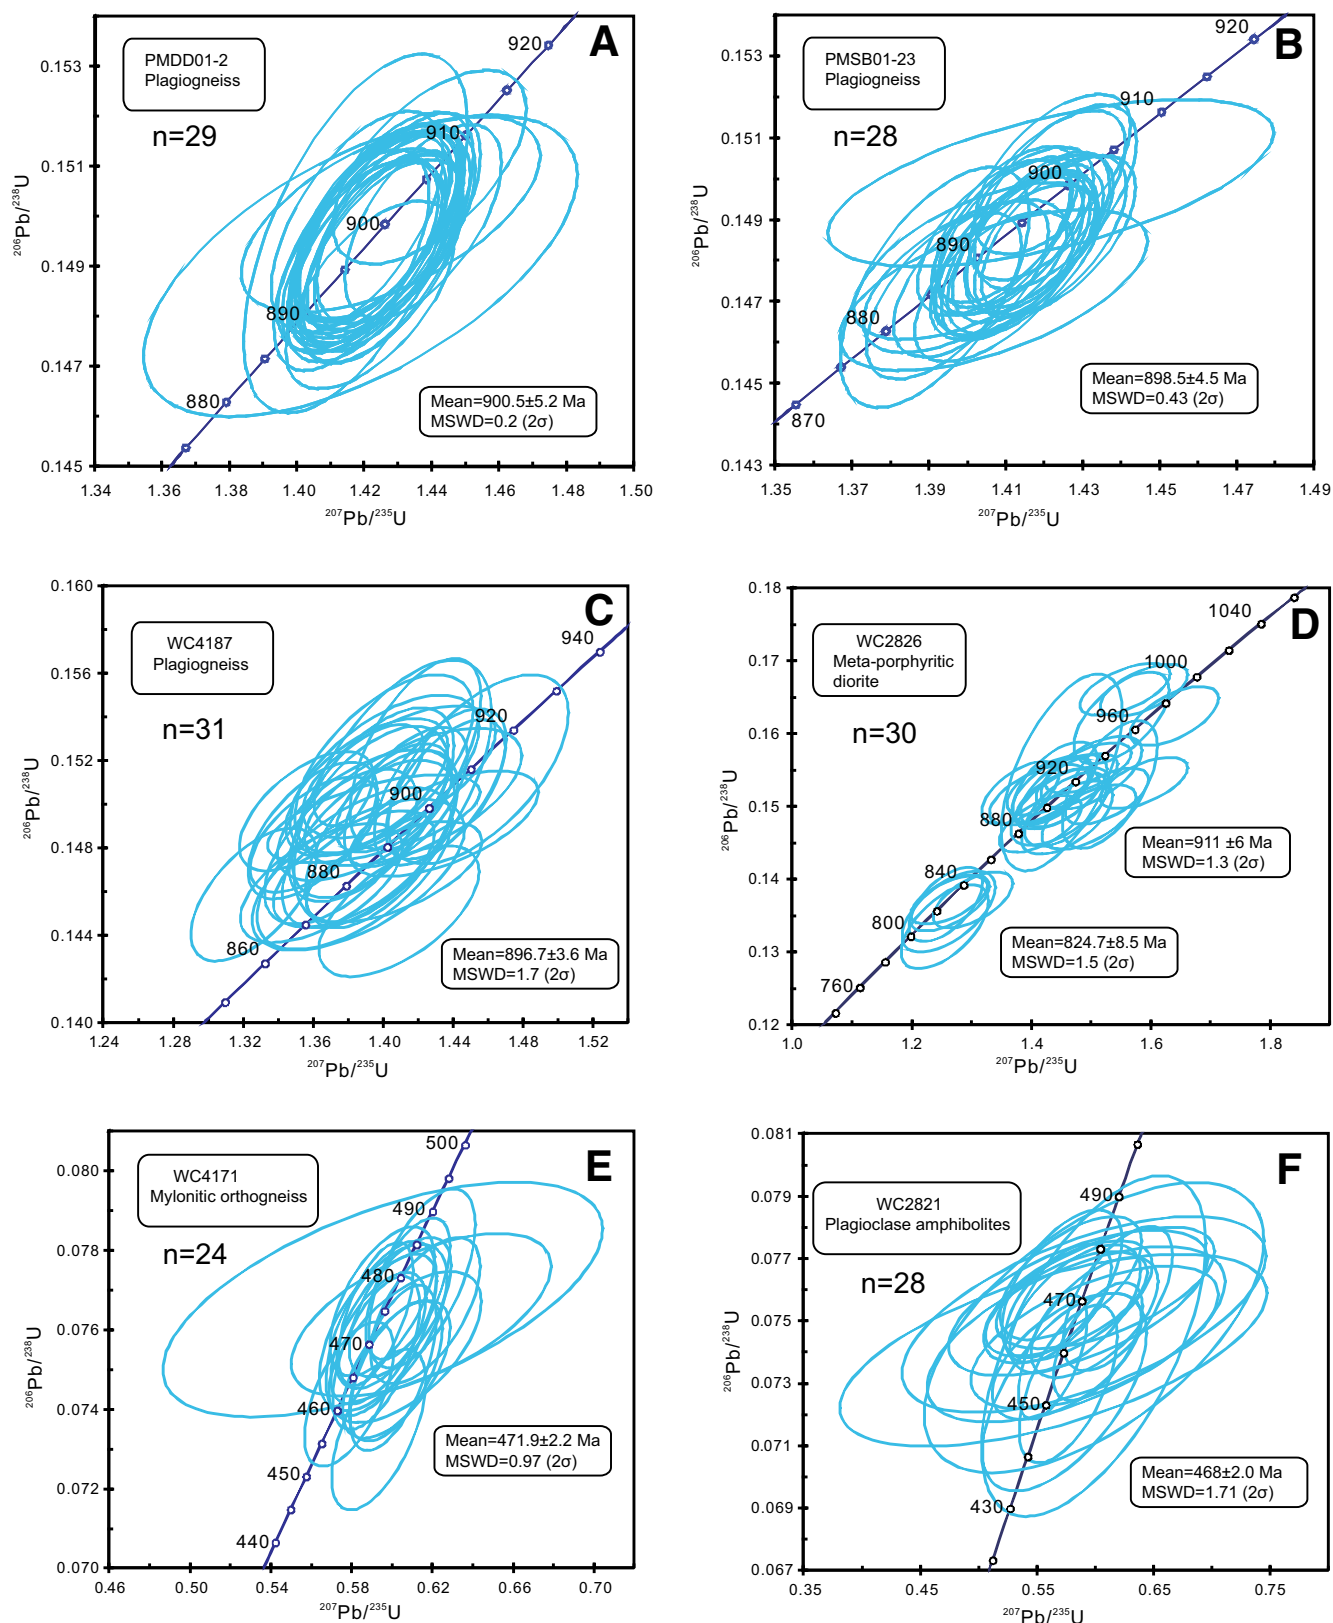 A
PMDD01-2
Plagiogneiss
n=29
920
910
900
890
880
Mean=900.5±5.2 Ma
MSWD=0.2 (2σ)
0.153
0.151
0.149
0.147
0.145
1.34 1.36 1.38 1.40 1.42 1.44 1.46 1.48 1.50
206Pb/238U
207Pb/235U
B
PMSB01-23
Plagiogneiss
n=28
920
910
900
890
880
870
Mean=898.5±4.5 Ma
MSWD=0.43 (2σ)
0.153
0.151
0.149
0.147
0.145
0.143
1.35 1.37 1.39 1.41 1.43 1.45 1.47 1.49
206Pb/238U
207Pb/235U
C
WC4187
Plagiogneiss
n=31
940
920
900
880
860
Mean=896.7±3.6 Ma
MSWD=1.7 (2σ)
0.160
0.156
0.152
0.148
0.144
0.140
1.24 1.28 1.32 1.36 1.40 1.44 1.48 1.52
206Pb/238U
207Pb/235U
D
WC2826
Meta-porphyritic
diorite
n=30
1040
1000
960
920
880
840
800
760
Mean=911 ±6 Ma
MSWD=1.3 (2σ)
Mean=824.7±8.5 Ma
MSWD=1.5 (2σ)
0.18
0.17
0.16
0.15
0.14
0.13
0.12
1.0 1.2 1.4 1.6 1.8
206Pb/238U
207Pb/235U
E
WC4171
Mylonitic orthogneiss
n=24
500
490
480
470
460
450
440
Mean=471.9±2.2 Ma
MSWD=0.97 (2σ)
0.080
0.078
0.076
0.074
0.072
0.070
0.46 0.50 0.54 0.58 0.62 0.66 0.70
206Pb/238U
207Pb/235U
F
WC2821
Plagioclase amphibolites
n=28
490
470
450
430
Mean=468±2.0 Ma
MSWD=1.71 (2σ)
0.081
0.079
0.077
0.075
0.073
0.071
0.069
0.067
0.35 0.45 0.55 0.65 0.75
206Pb/238U
207Pb/235U